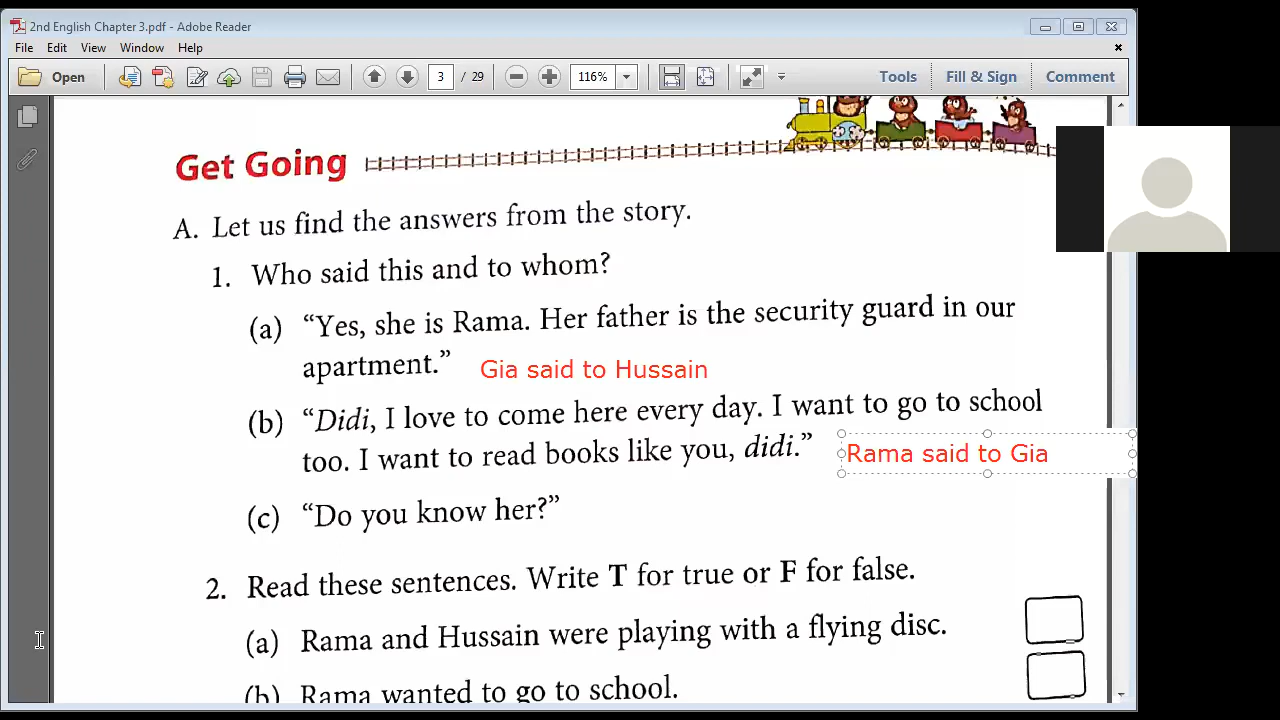 2nd English Chapter 3.pdf - Adobe Reader
File Edit View Window Help
Open 3 / 29 116% Tools Fill & Sign Comment
Get Going
A. Let us find the answers from the story.
1. Who said this and to whom?
(a) “Yes, she is Rama. Her father is the security guard in our
apartment.” Gia said to Hussain
(b) “Didi, I love to come here every day. I want to go to school
too. I want to read books like you, didi.” Rama said to Gia
(c) “Do you know her?”
2. Read these sentences. Write T for true or F for false.
(a) Rama and Hussain were playing with a flying disc.
(b) Rama wanted to go to school.